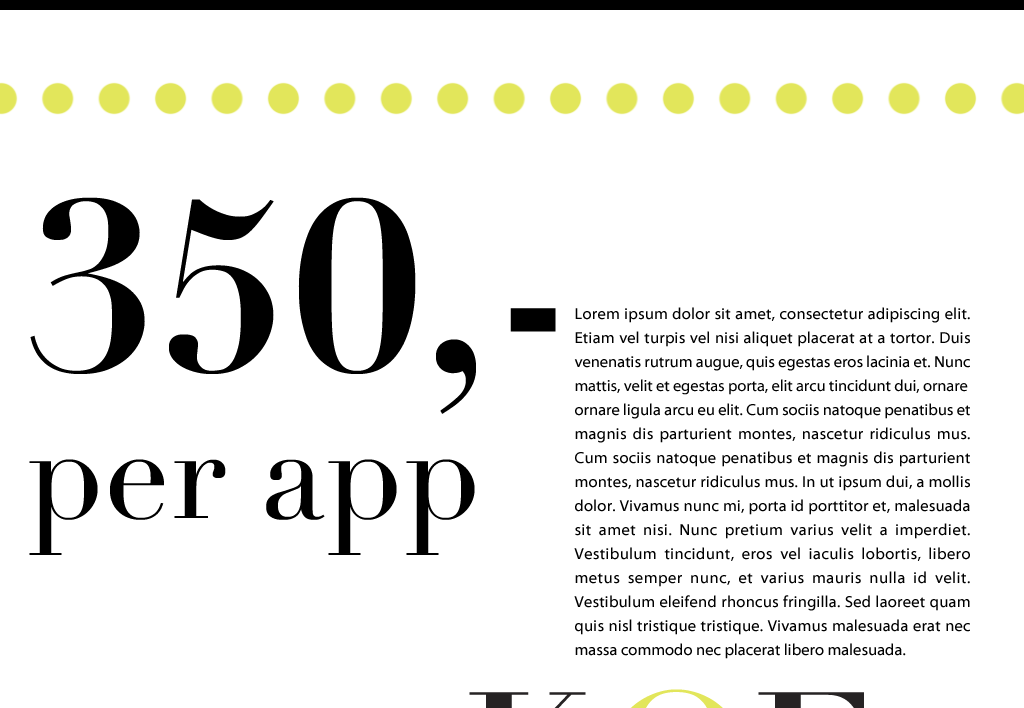 350,-
per app
Lorem ipsum dolor sit amet, consectetur adipiscing elit.
Etiam vel turpis vel nisi aliquet placerat at a tortor. Duis
venenatis rutrum augue, quis egestas eros lacinia et. Nunc
mattis, velit et egestas porta, elit arcu tincidunt dui, ornare
ornare ligula arcu eu elit. Cum sociis natoque penatibus et
magnis dis parturient montes, nascetur ridiculus mus.
Cum sociis natoque penatibus et magnis dis parturient
montes, nascetur ridiculus mus. In ut ipsum dui, a mollis
dolor. Vivamus nunc mi, porta id porttitor et, malesuada
sit amet nisi. Nunc pretium varius velit a imperdiet.
Vestibulum tincidunt, eros vel iaculis lobortis, libero
metus semper nunc, et varius mauris nulla id velit.
Vestibulum eleifend rhoncus fringilla. Sed laoreet quam
quis nisl tristique tristique. Vivamus malesuada erat nec
massa commodo nec placerat libero malesuada.